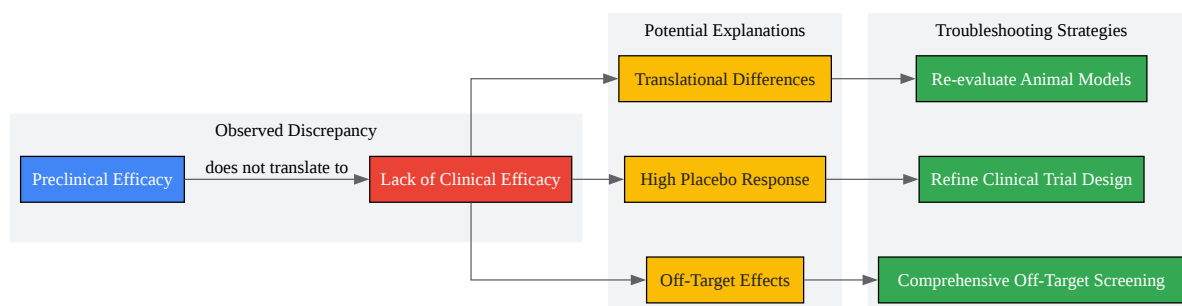 Potential Explanations
Troubleshooting Strategies
Translational Differences
Re-evaluate Animal Models
Observed Discrepancy
Preclinical Efficacy
does not translate to
Lack of Clinical Efficacy
High Placebo Response
Refine Clinical Trial Design
Off-Target Effects
Comprehensive Off-Target Screening